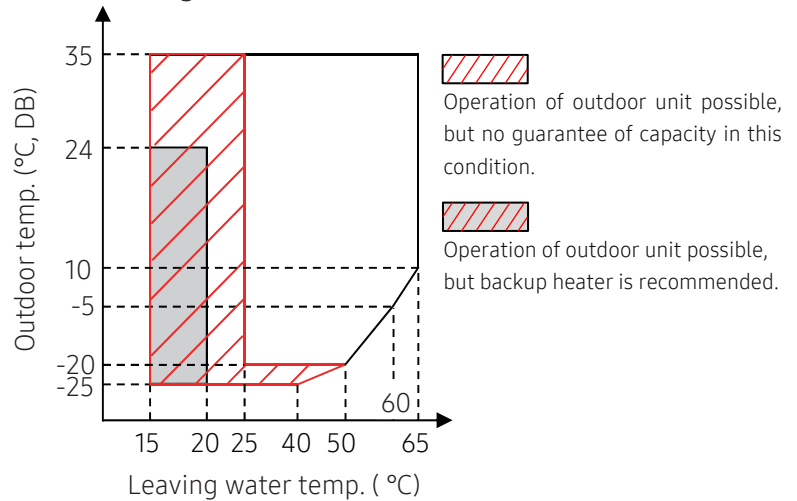 35
24
10
-5
-20
-25
Outdoor temp. (°C, DB)
60
15 20 25 40 50 65
Leaving water temp. ( °C)
Operation of outdoor unit possible,
but no guarantee of capacity in this
condition.
Operation of outdoor unit possible,
but backup heater is recommended.